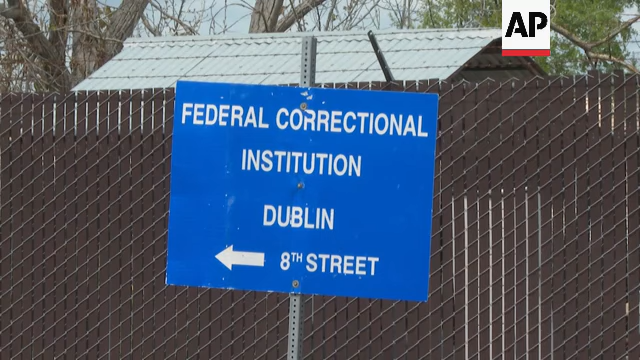 AP
FEDERAL CORRECTIONAL
INSTITUTION
DUBLIN
8TH STREET